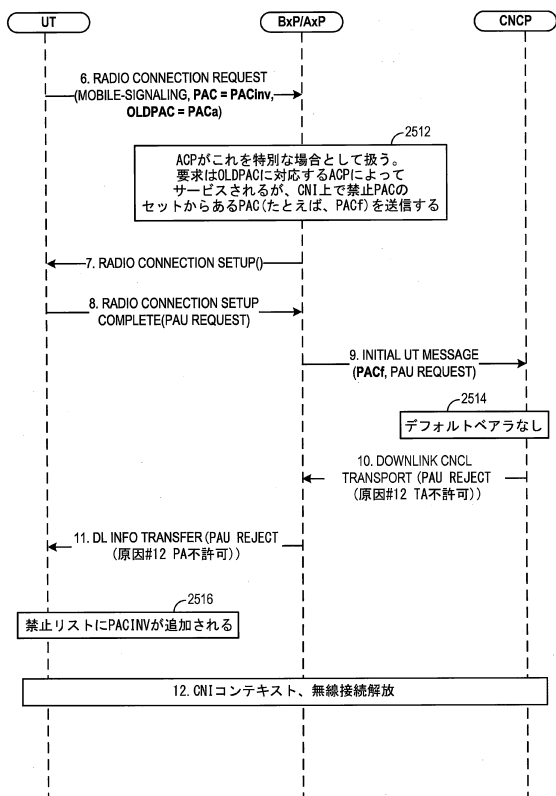 UT
BxP/AxP
CNCP
6. RADIO CONNECTION REQUEST
(MOBILE-SIGNALING, PAC = PACinv,
OLDPAC = PACa)
2512
ACPがこれを特別な場合として扱う。
要求はOLDPACに対応するACPによって
サービスされるが、CNI上で禁止PACの
セットからあるPAC(たとえば、PACf)を送信する
7. RADIO CONNECTION SETUP()
8. RADIO CONNECTION SETUP
COMPLETE(PAU REQUEST)
9. INITIAL UT MESSAGE
(PACf, PAU REQUEST)
2514
デフォルトベアラなし
10. DOWNLINK CNCL
TRANSPORT (PAU REJECT
(原因#12 TA不許可))
11. DL INFO TRANSFER(PAU REJECT
(原因#12 PA不許可))
2516
禁止リストにPACINVが追加される
12. CNIコンテキスト、無線接続解放